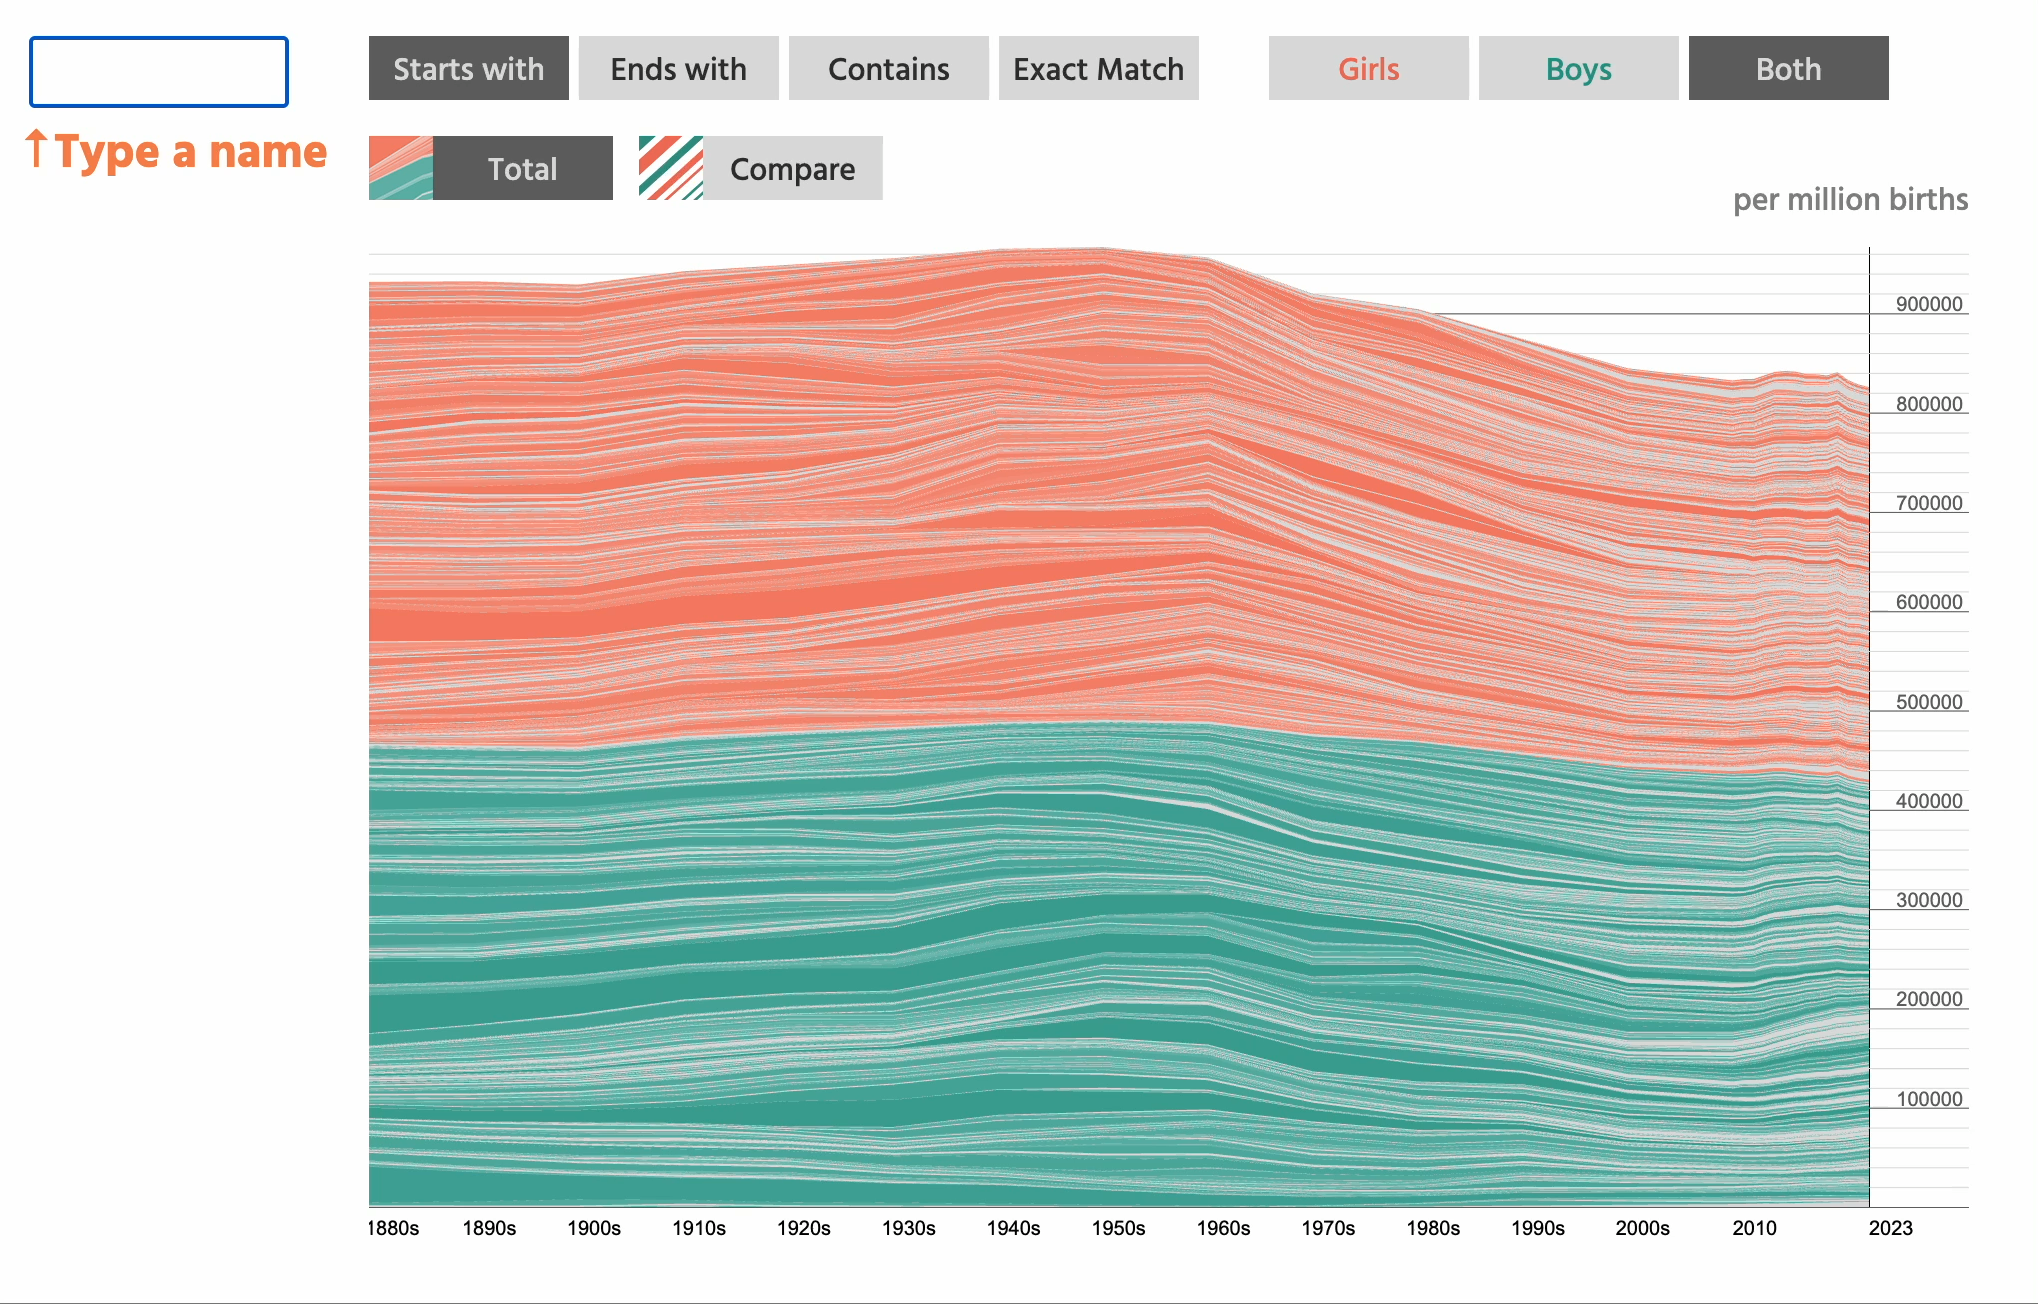 Starts with
Ends with
Contains
Exact Match
Girls
Boys
Both
↑Type a name
Total
Compare
per million births
900000
800000
700000
600000
500000
400000
300000
200000
100000
1880s 1890s 1900s 1910s 1920s 1930s 1940s 1950s 1960s 1970s 1980s 1990s 2000s 2010 2023